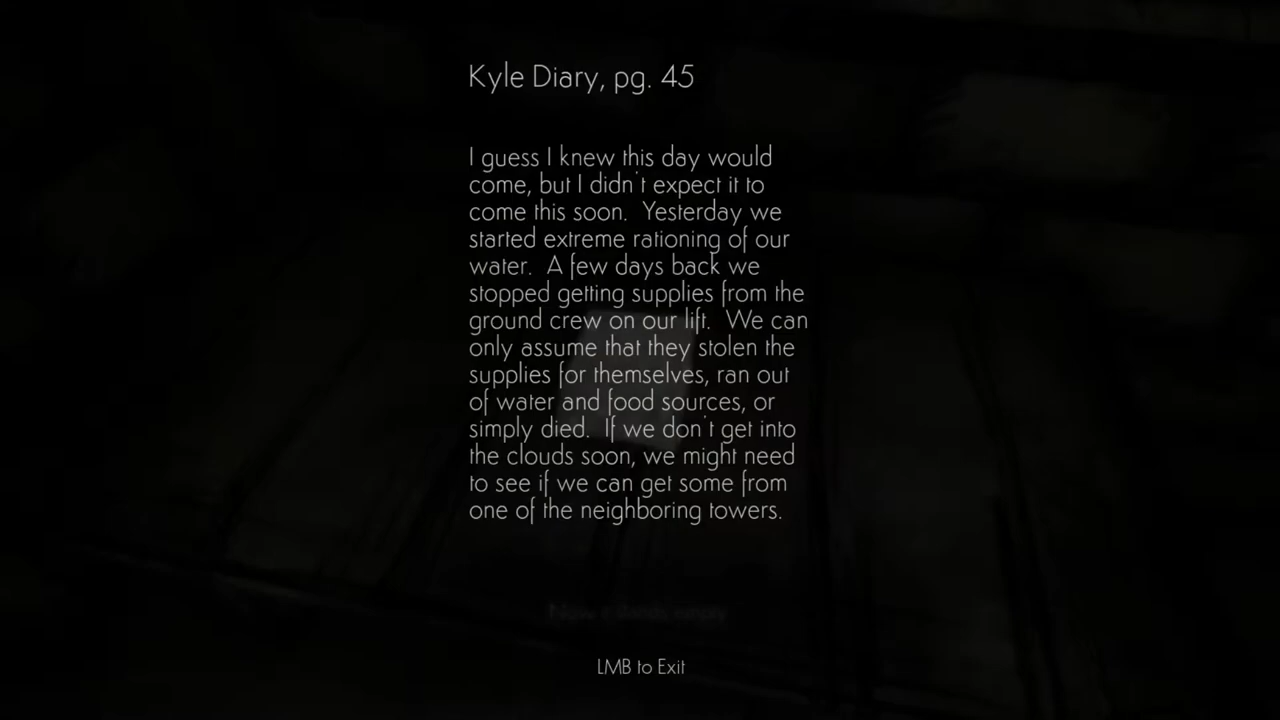 Kyle Diary, pg. 45
I guess I knew this day would
come, but I didn't expect it to
come this soon.  Yesterday we
started extreme rationing of our
water.  A few days back we
stopped getting supplies from the
ground crew on our lift.  We can
only assume that they stolen the
supplies for themselves, ran out
of water and food sources, or
simply died.  If we don't get into
the clouds soon, we might need
to see if we can get some from
one of the neighboring towers.
LMB to Exit